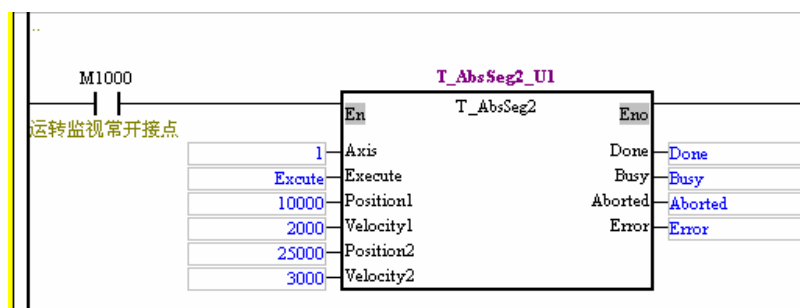 ..
M1000
运转监视常开接点
T_AbsSeg2_U1
T_AbsSeg2
En Eno
1 Axis Done Done
Excute Execute Busy Busy
10000 Position1 Aborted Aborted
2000 Velocity1 Error Error
25000 Position2
3000 Velocity2